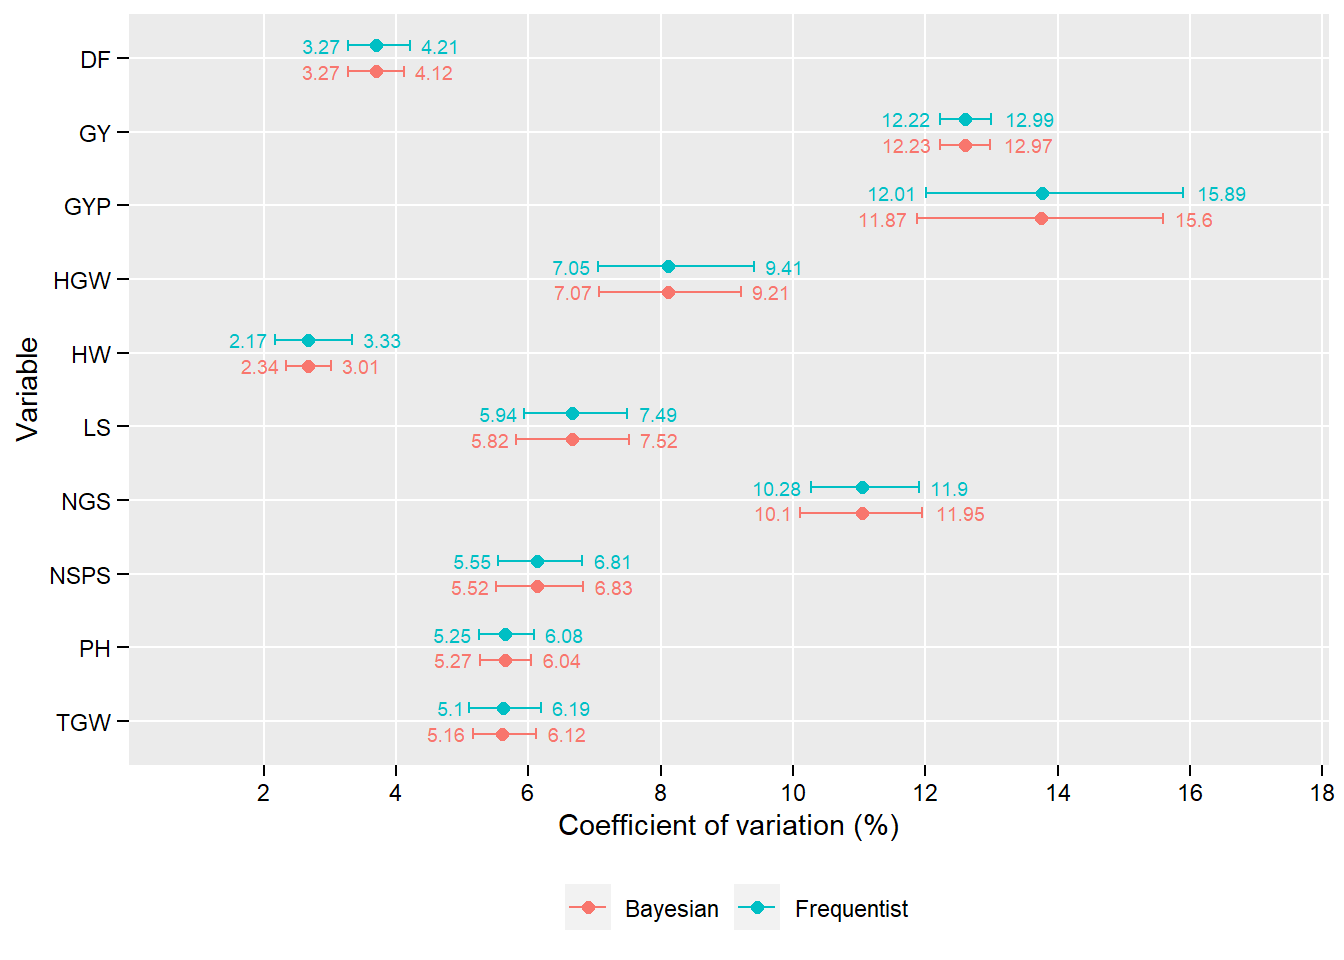 3.27 4.21
DF
3.27 4.12
12.22 12.99
GY
12.23 12.97
12.01 15.89
GYP
11.87 15.6
7.05 9.41
HGW
7.07 9.21
2.17 3.33
HW
2.34 3.01
5.94 7.49
LS
5.82 7.52
10.28 11.9
NGS
10.1 11.95
5.55 6.81
NSPS
5.52 6.83
5.25 6.08
PH
5.27 6.04
5.1 6.19
TGW
5.16 6.12
Variable
2 4 6 8 10 12 14 16 18
Coefficient of variation (%)
Bayesian Frequentist